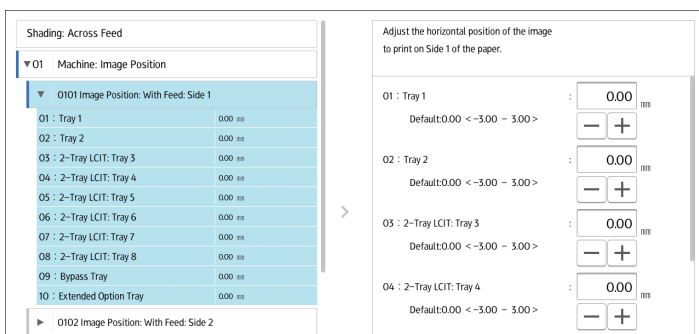 Shading: Across Feed
▼01 Machine: Image Position
▼ 0101 Image Position: With Feed: Side 1
01 : Tray 1 0.00 mm
02 : Tray 2 0.00 mm
03 : 2-Tray LCIT: Tray 3 0.00 mm
04 : 2-Tray LCIT: Tray 4 0.00 mm
05 : 2-Tray LCIT: Tray 5 0.00 mm
06 : 2-Tray LCIT: Tray 6 0.00 mm
07 : 2-Tray LCIT: Tray 7 0.00 mm
08 : 2-Tray LCIT: Tray 8 0.00 mm
09 : Bypass Tray 0.00 mm
10 : Extended Option Tray 0.00 mm
► 0102 Image Position: With Feed: Side 2
Adjust the horizontal position of the image
to print on Side 1 of the paper.
01 : Tray 1 : 0.00 mm
Default:0.00 < -3.00 - 3.00 > − +
02 : Tray 2 : 0.00 mm
Default:0.00 < -3.00 - 3.00 > − +
03 : 2-Tray LCIT: Tray 3 : 0.00 mm
Default:0.00 < -3.00 - 3.00 > − +
04 : 2-Tray LCIT: Tray 4 : 0.00 mm
Default:0.00 < -3.00 - 3.00 > − +